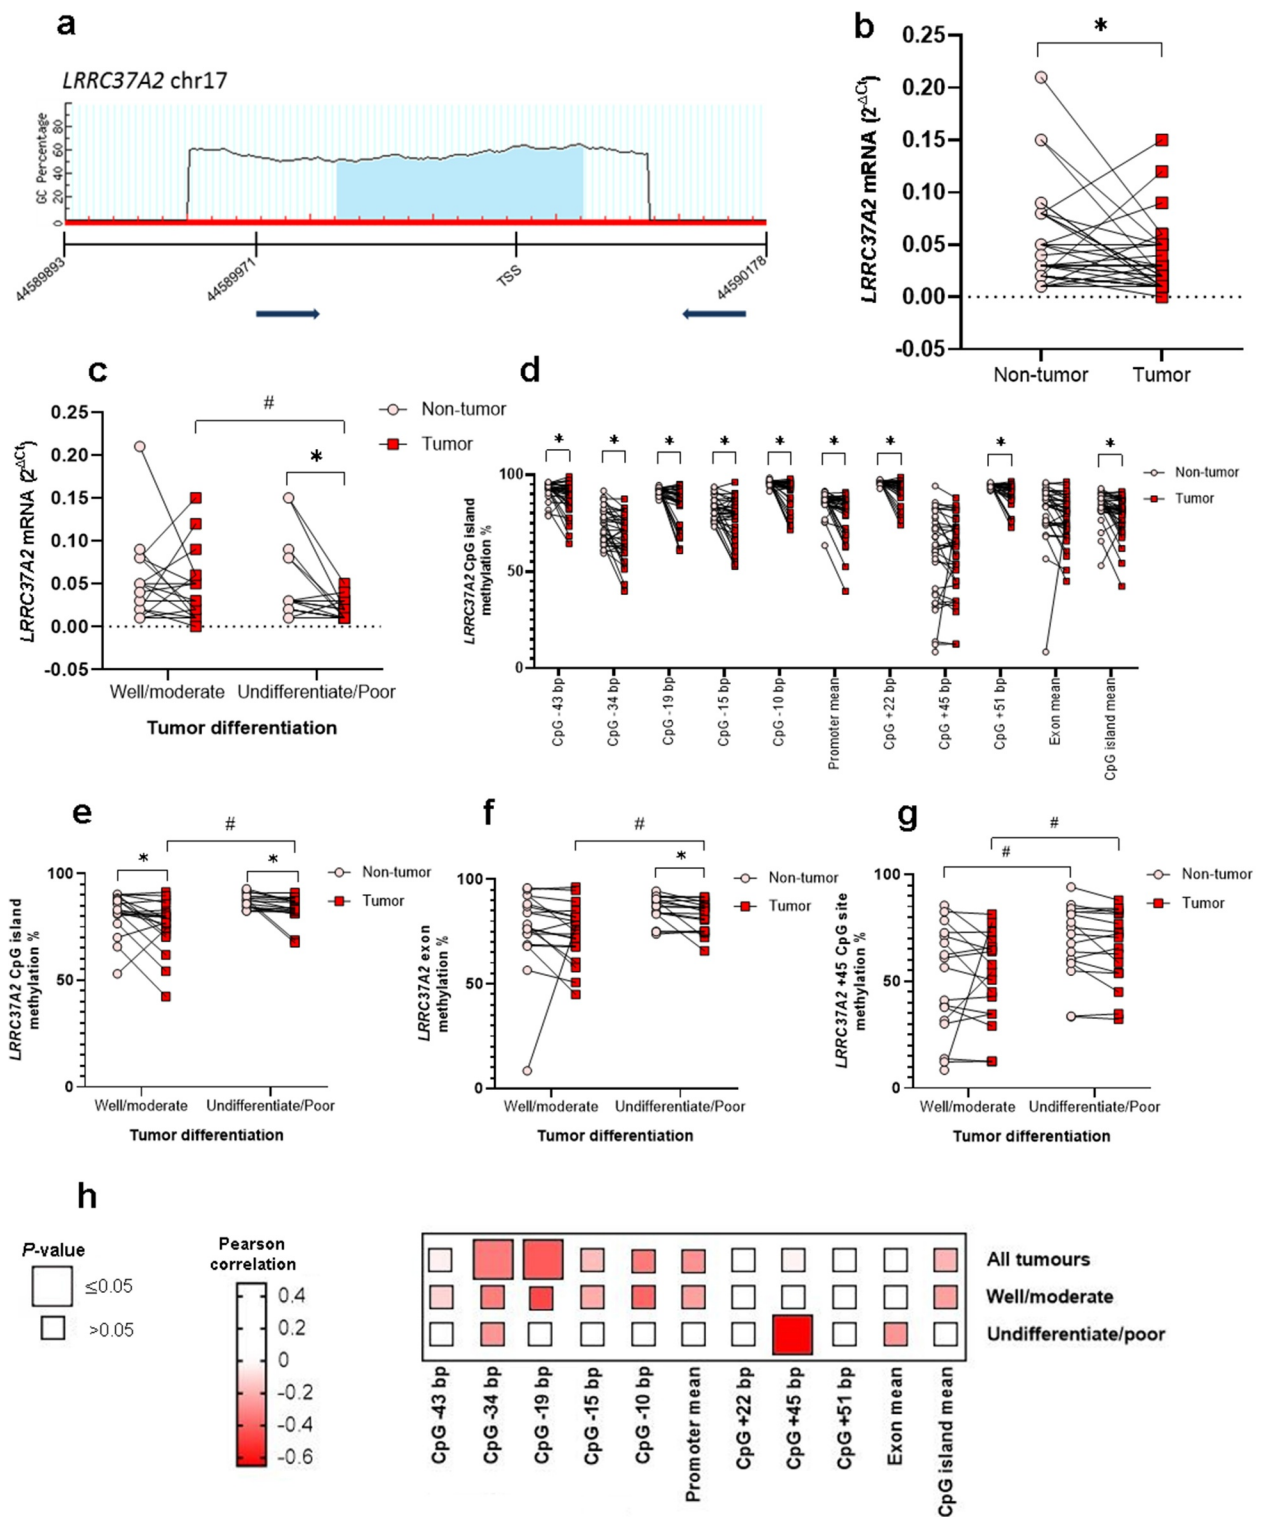 a
LRRC37A2 chr17
GC Percentage
0 20 40 60 80
44589893
44589971
TSS
44590178
b
*
LRRC37A2 mRNA (2-ΔCt)
0.25
0.20
0.15
0.10
0.05
0.00
-0.05
Non-tumor Tumor
c
#
*
LRRC37A2 mRNA (2-ΔCt)
0.25
0.20
0.15
0.10
0.05
0.00
-0.05
Non-tumor
Tumor
Well/moderate Undifferentiate/Poor
Tumor differentiation
d
* * * * * * * * *
LRRC37A2 CpG island
methylation %
100
50
0
Non-tumor
Tumor
CpG -43 bp
CpG -34 bp
CpG -19 bp
CpG -15 bp
CpG -10 bp
Promoter mean
CpG +22 bp
CpG +45 bp
CpG +51 bp
Exon mean
CpG island mean
e
#
* *
LRRC37A2 CpG island
methylation %
100
50
0
Non-tumor
Tumor
Well/moderate Undifferentiate/Poor
Tumor differentiation
f
#
*
LRRC37A2 exon
methylation %
100
50
0
Non-tumor
Tumor
Well/moderate Undifferentiate/Poor
Tumor differentiation
g
#
#
LRRC37A2 +45 CpG site
methylation %
100
50
0
Non-tumor
Tumor
Well/moderate Undifferentiate/Poor
Tumor differentiation
h
P-value
≤0.05
>0.05
Pearson
correlation
0.4
0.2
0
-0.2
-0.4
-0.6
All tumours
Well/moderate
Undifferentiate/poor
CpG -43 bp
CpG -34 bp
CpG -19 bp
CpG -15 bp
CpG -10 bp
Promoter mean
CpG +22 bp
CpG +45 bp
CpG +51 bp
Exon mean
CpG island mean